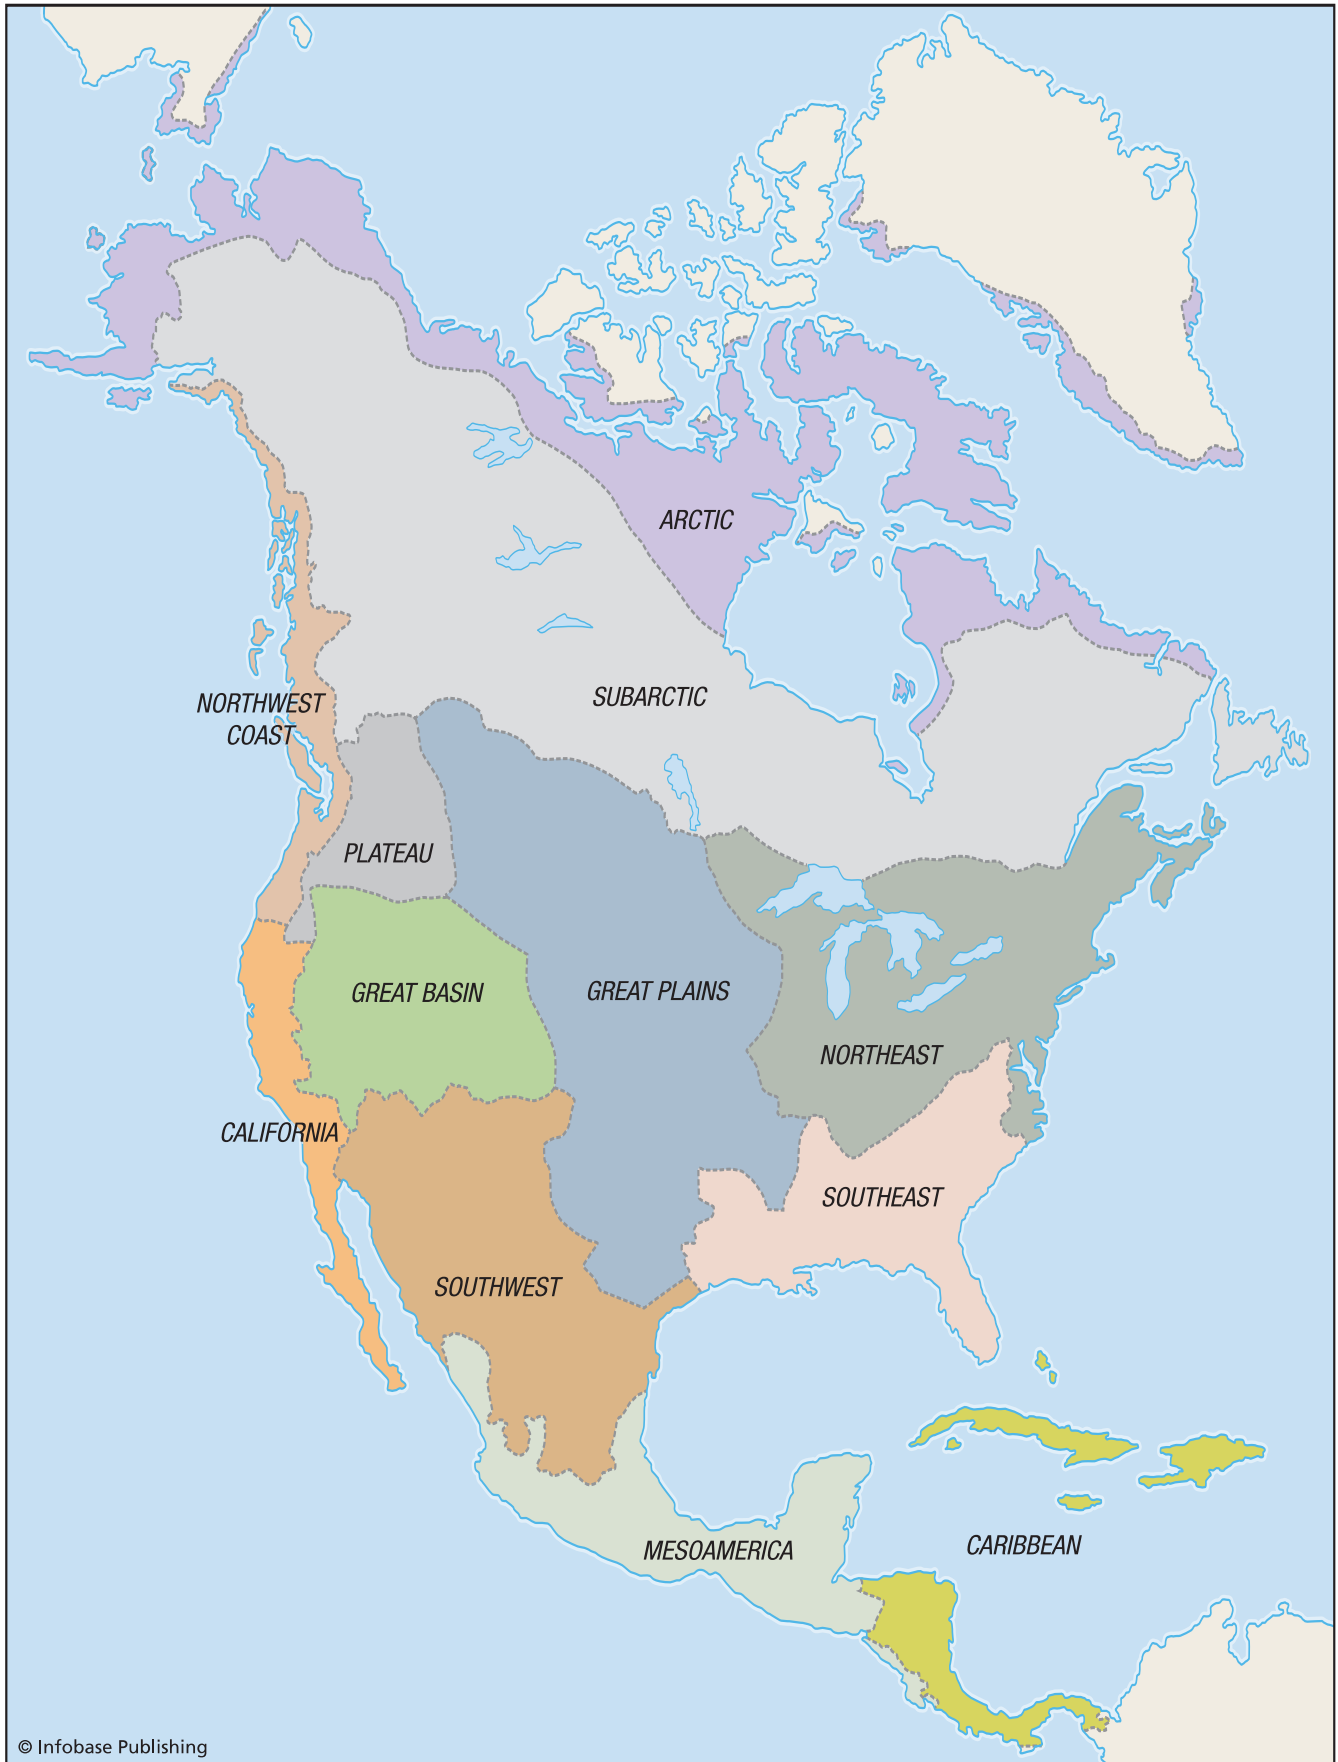 ARCTIC
SUBARCTIC
NORTHWEST
COAST
PLATEAU
GREAT BASIN
GREAT PLAINS
NORTHEAST
CALIFORNIA
SOUTHEAST
SOUTHWEST
MESOAMERICA
CARIBBEAN
© Infobase Publishing